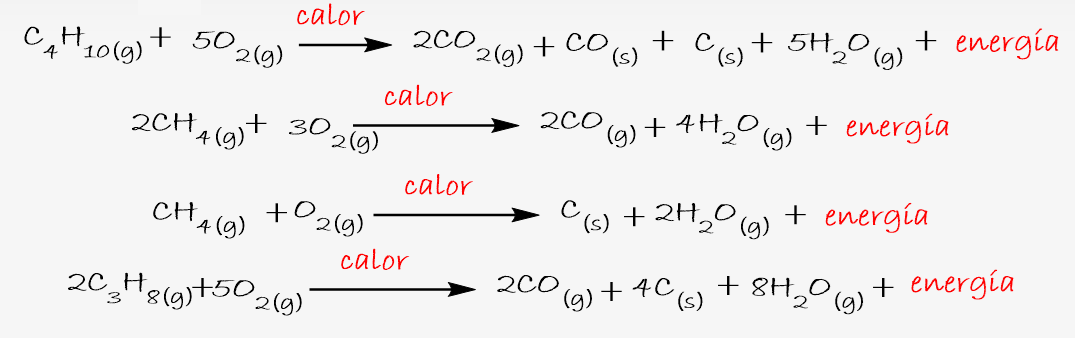 C₄H₁₀(g) + 5O₂(g) calor → 2CO₂(g) + CO(s) + C(s) + 5H₂O(g) + energía
2CH₄(g) + 3O₂(g) calor → 2CO(g) + 4H₂O(g) + energía
CH₄(g) + O₂(g) calor → C(s) + 2H₂O(g) + energía
2C₃H₈(g) + 5O₂(g) calor → 2CO(g) + 4C(s) + 8H₂O(g) + energía